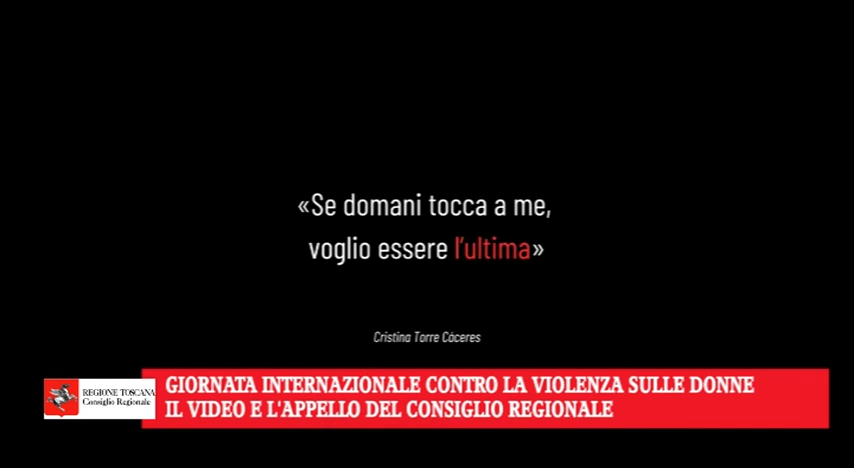 «Se domani tocca a me,
voglio essere l'ultima»
Cristina Torre Cáceres
REGIONE TOSCANA
Consiglio Regionale
GIORNATA INTERNAZIONALE CONTRO LA VIOLENZA SULLE DONNE
IL VIDEO E L'APPELLO DEL CONSIGLIO REGIONALE